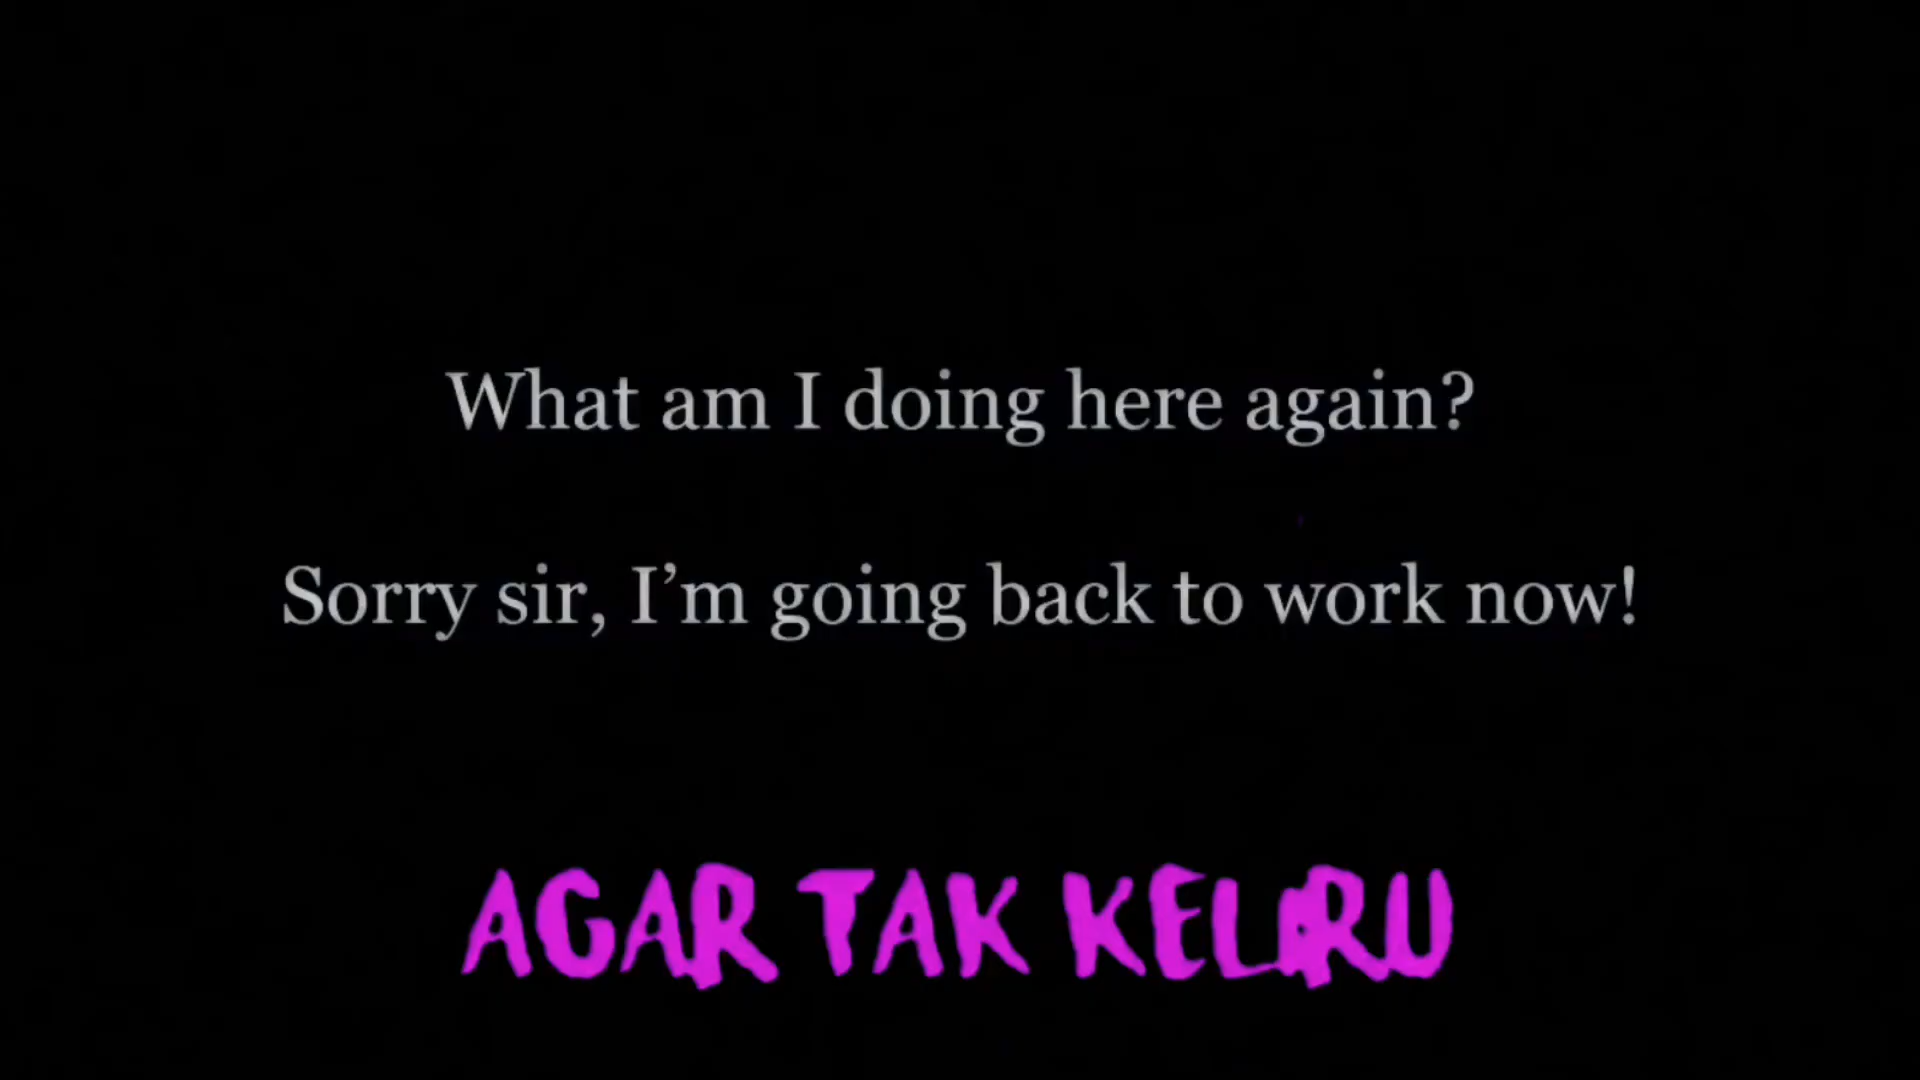 What am I doing here again?
Sorry sir, I’m going back to work now!
AGAR TAK KELIRU